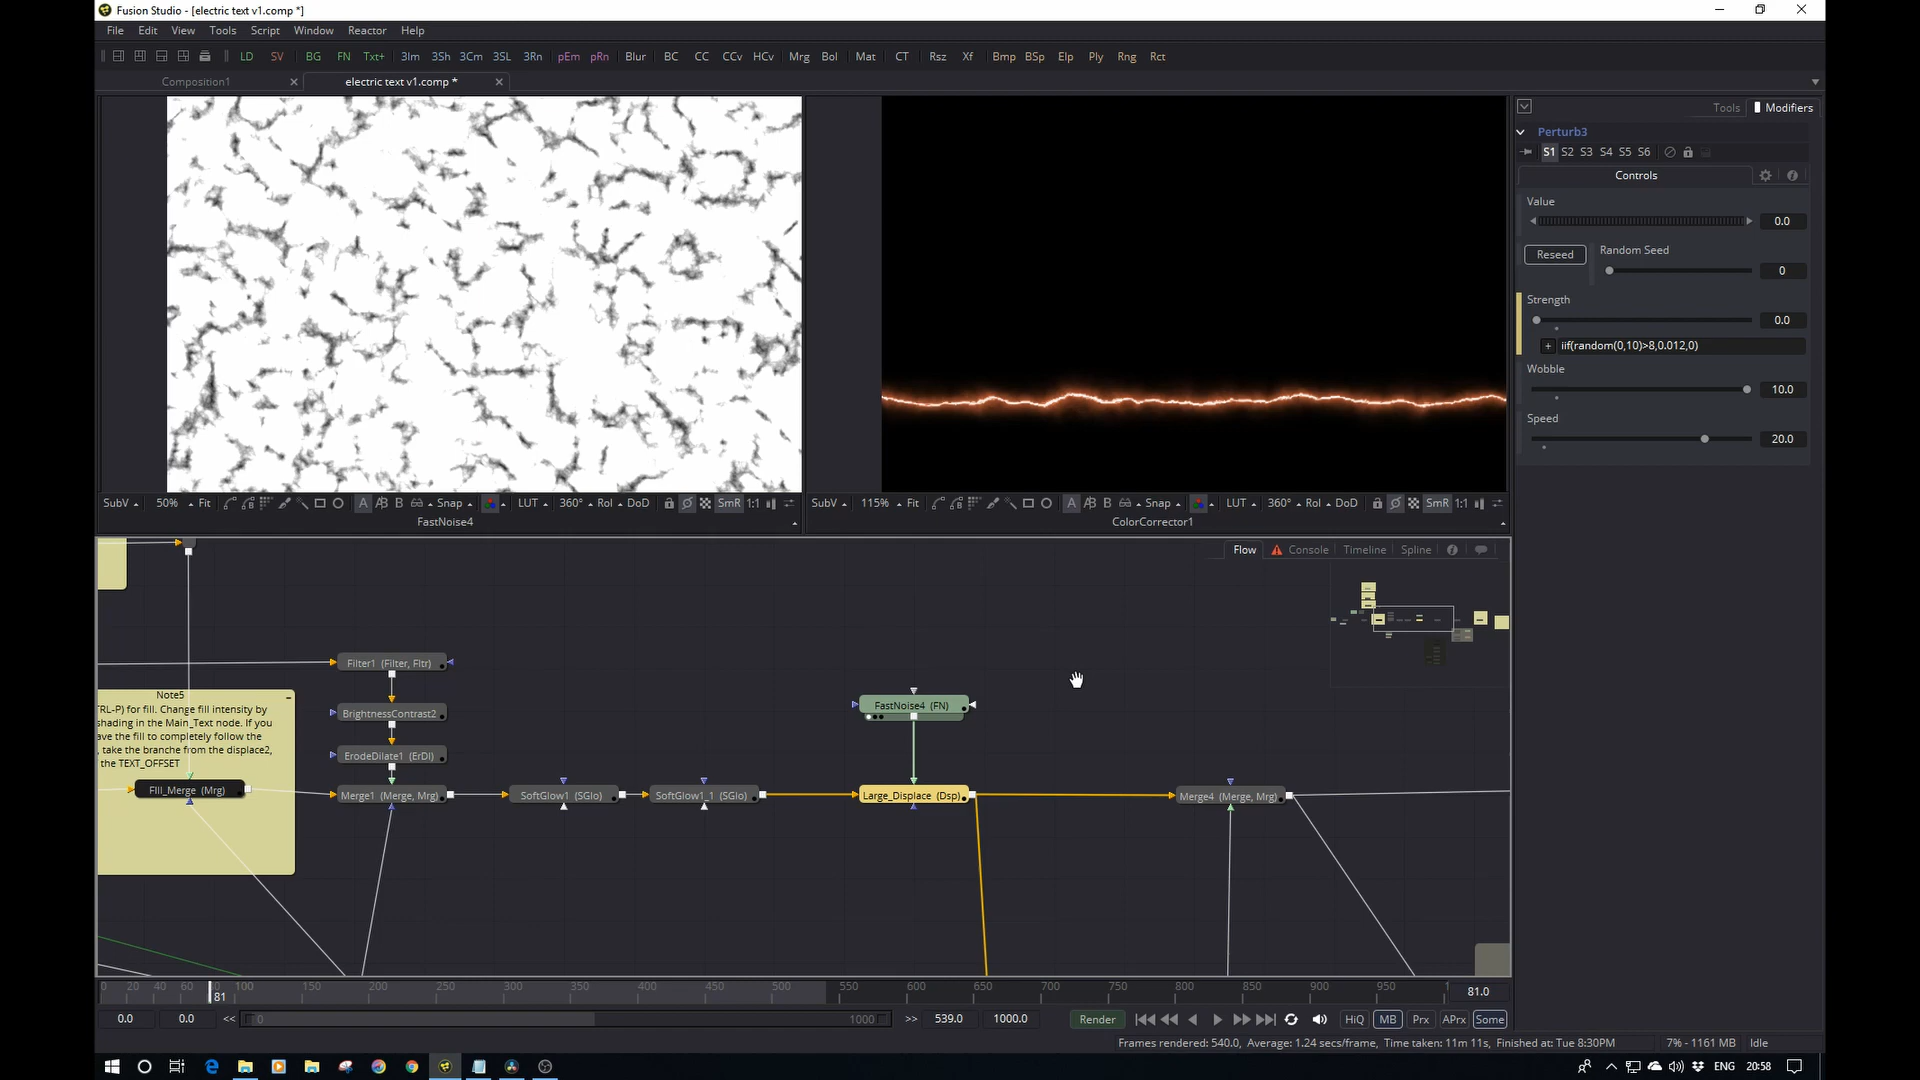 Fusion Studio - [electric text v1.comp *]
File Edit View Tools Script Window Reactor Help
LD SV BG FN Txt+ 3Im 3Sh 3Cm 3SL 3Rn pEm pRn Blur BC CC CCv HCv Mrg Bol Mat CT Rsz Xf Bmp BSp Elp Ply Rng Rct
Composition1
electric text v1.comp *
Tools Modifiers
Perturb3
S1 S2 S3 S4 S5 S6
Controls
Value
0.0
Reseed
Random Seed
0
Strength
0.0
iif(random(0,10)>8,0.012,0)
Wobble
10.0
Speed
20.0
SubV 50% Fit A B Snap LUT 360° RoI DoD SmR 1:1
FastNoise4
SubV 115% Fit A B Snap LUT 360° RoI DoD SmR 1:1
ColorCorrector1
Flow Console Timeline Spline
Note5
TRL-P) for fill. Change fill intensity by
shading in the Main_Text node. If you
ave the fill to completely follow the
, take the branche from the displace2,
the TEXT_OFFSET
Fill_Merge (Mrg)
Filter1 (Filter, Fltr)
BrightnessContrast2
ErodeDilate1 (ErDl)
Merge1 (Merge, Mrg)
SoftGlow1 (SGlo)
SoftGlow1_1 (SGlo)
FastNoise4 (FN)
Large_Displace (Dsp)
Merge4 (Merge, Mrg)
0 20 40 60 80 100 150 200 250 300 350 400 450 500 550 600 650 700 750 800 850 900 950
81
81.0
0.0 0.0 << 0 1000 >> 539.0 1000.0 Render HiQ MB Prx APrx Some
Frames rendered: 540.0, Average: 1.24 secs/frame, Time taken: 11m 11s, Finished at: Tue 8:30PM 7% - 1161 MB Idle
ENG 20:58